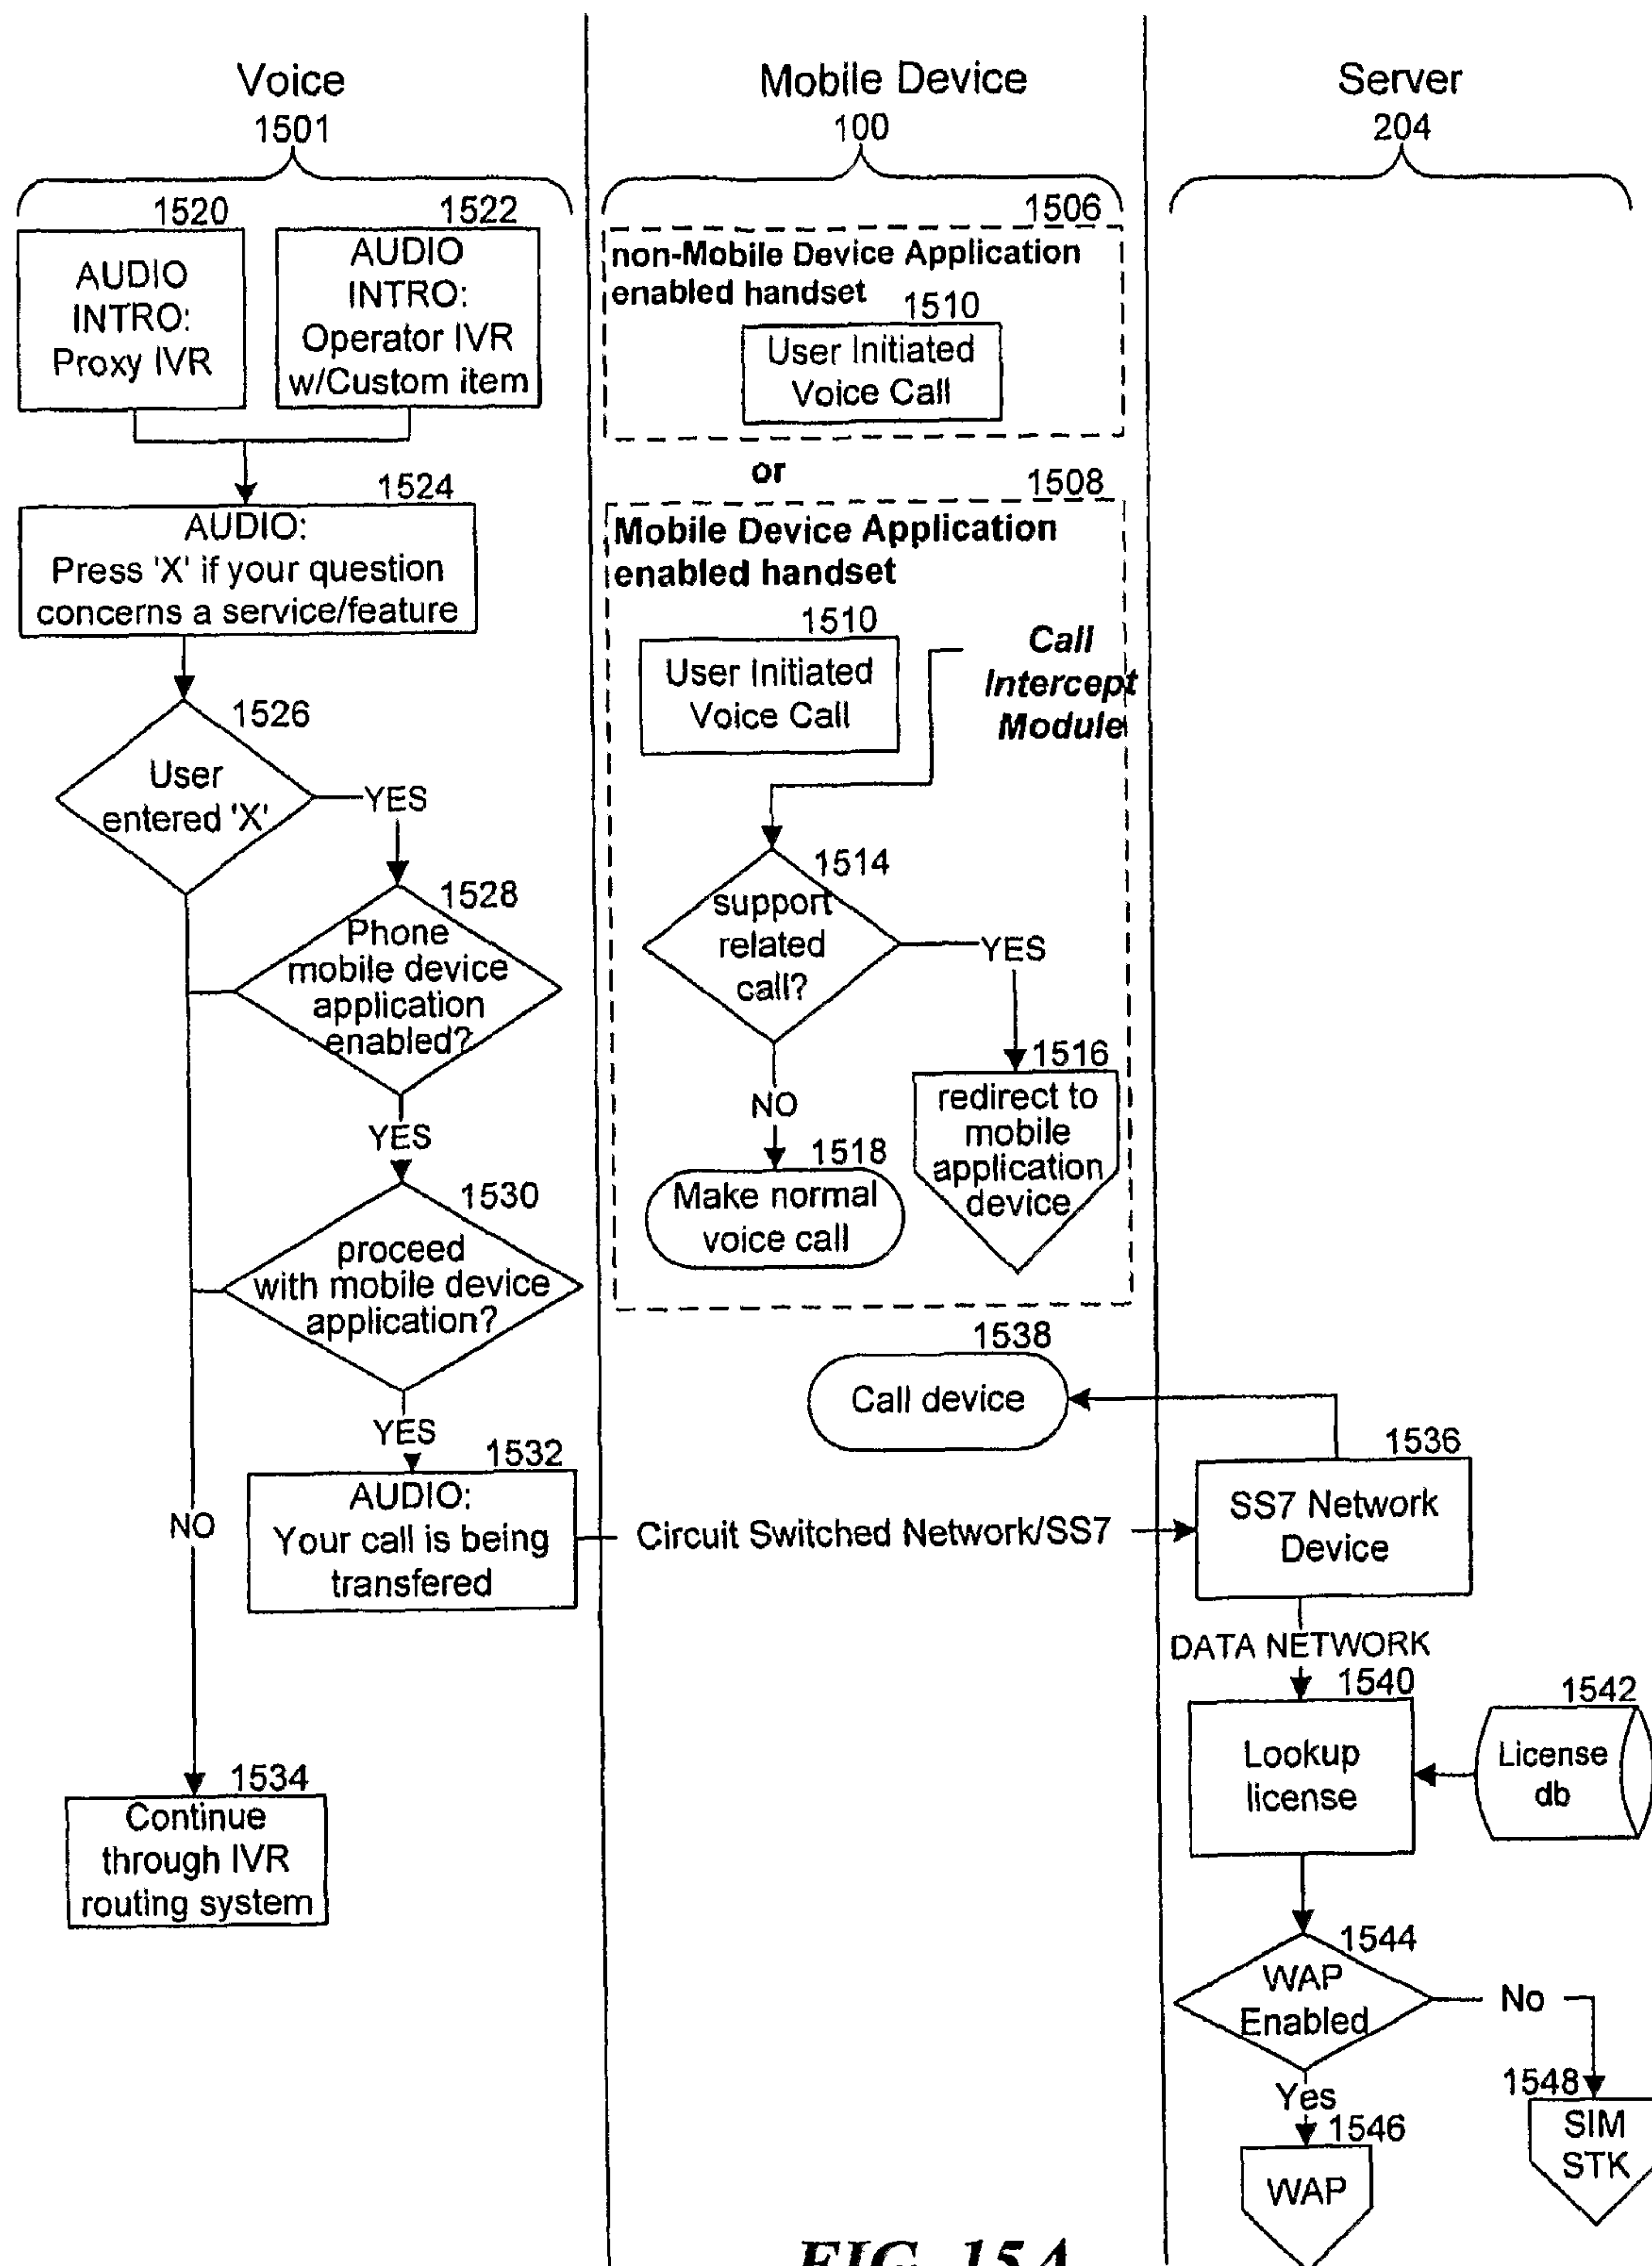 Voice
1501
Mobile Device
100
Server
204
1520
AUDIO
INTRO:
Proxy IVR
1522
AUDIO
INTRO:
Operator IVR
w/Custom item
1524
AUDIO:
Press 'X' if your question
concerns a service/feature
1526
User
entered 'X'
YES
1528
Phone
mobile device
application
enabled?
YES
1530
proceed
with mobile device
application?
YES
1532
AUDIO:
Your call is being
transfered
NO
1534
Continue
through IVR
routing system
1506
non-Mobile Device Application
enabled handset
1510
User Initiated
Voice Call
or
1508
Mobile Device Application
enabled handset
1510
User Initiated
Voice Call
Call
Intercept
Module
1514
support
related
call?
YES
NO
1516
redirect to
mobile
application
device
1518
Make normal
voice call
1538
Call device
Circuit Switched Network/SS7
1536
SS7 Network
Device
DATA NETWORK
1540
Lookup
license
1542
License
db
1544
WAP
Enabled
No
Yes
1546
WAP
1548
SIM
STK
FIG. 15A